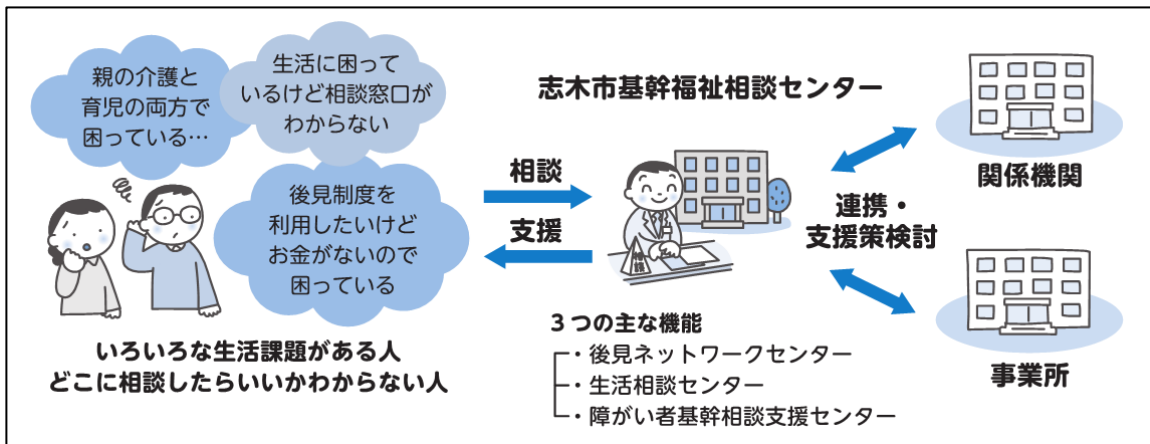 親の介護と
育児の両方で
困っている…
生活に困って
いるけど相談窓口が
わからない
後見制度を
利用したいけど
お金がないので
困っている
いろいろな生活課題がある人
どこに相談したらいいかわからない人
相談
支援
志木市基幹福祉相談センター
相談
3つの主な機能
・後見ネットワークセンター
・生活相談センター
・障がい者基幹相談支援センター
連携・
支援策検討
関係機関
事業所